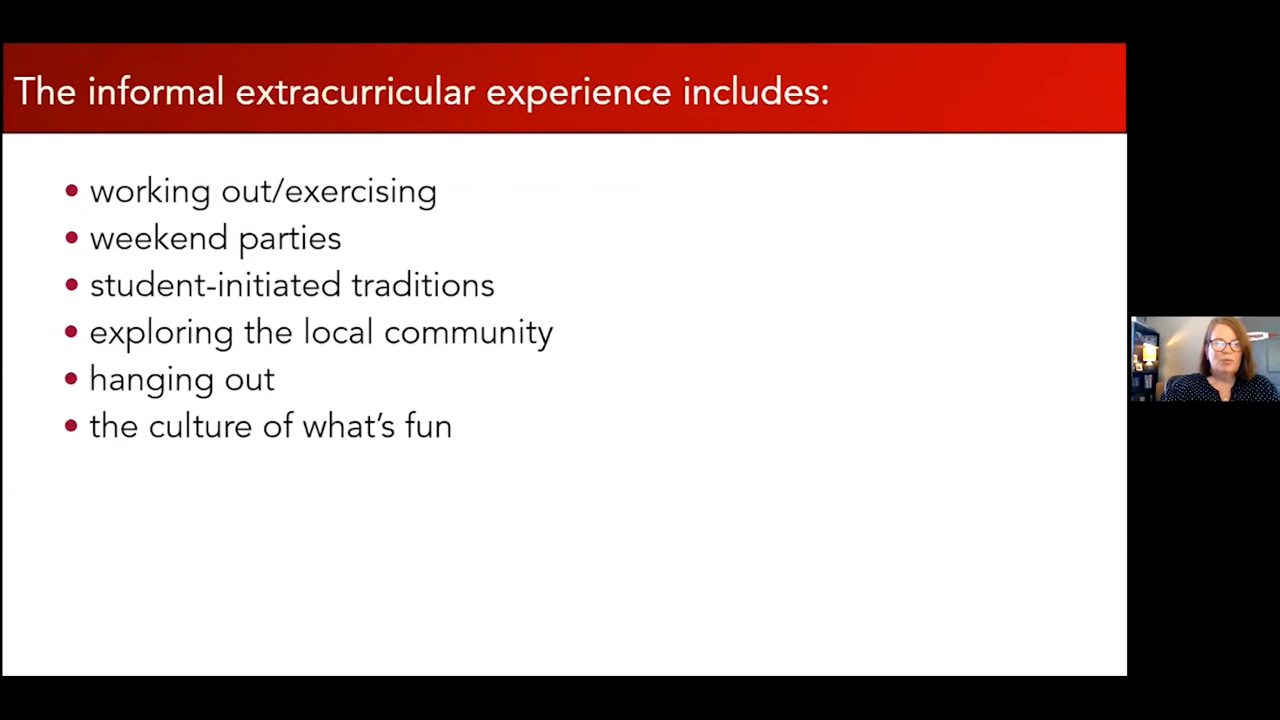 The informal extracurricular experience includes:
• working out/exercising
• weekend parties
• student-initiated traditions
• exploring the local community
• hanging out
• the culture of what's fun